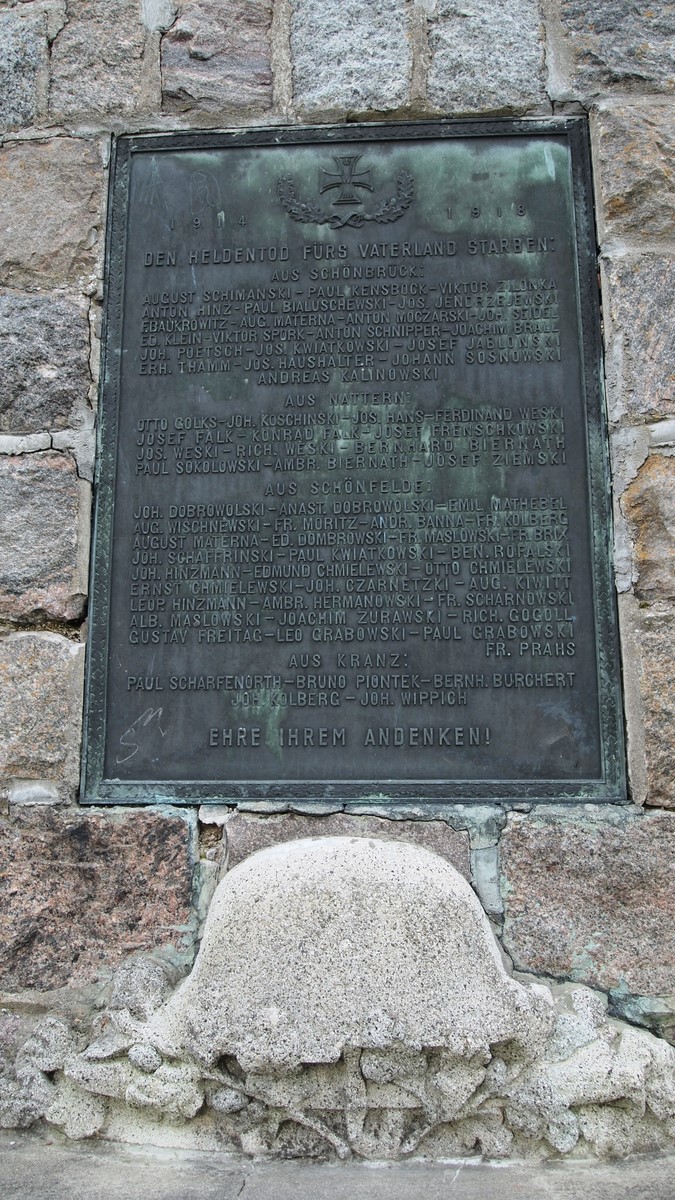 1914 1918
DEN HELDENTOD FÜRS VATERLAND STARBEN:
AUS SCHÖNBRÜCK:
AUGUST SCHIMANSKI – PAUL KENSBOCK – VIKTOR ZILONKA
ANTON HINZ – PAUL BIALUSCHEWSKI – JOS. JENDRZEJEWSKI
F. BAUKROWITZ – AUG. MATERNA – ANTON MOCZARSKI – JOH. SEIDEL
ED. KLEIN – VIKTOR SPORK – ANTON SCHNIPPER – JOACHIM BRALL
JOH. POETSCH – JOS. KWIATKOWSKI – JOSEF JABLONSKI
ERH. THAMM – JOS. HAUSHALTER – JOHANN SOSNOWSKI
ANDREAS KALINOWSKI
AUS NATTERN:
OTTO GOLKS – JOH. KOSCHINSKI – JOS. HANS – FERDINAND WESKI
JOSEF FALK – KONRAD FALK – JOSEF FRENSCHKOWSKI
JOS. WESKI – RICH. WESKI – BERNHARD BIERNATH
PAUL SOKOLOWSKI – AMBR. BIERNATH – JOSEF ZIEMSKI
AUS SCHÖNFELDE:
JOH. DOBROWOLSKI – ANAST. DOBROWOLSKI – EMIL MATHEBEL
AUG. WISCHNEWSKI – FR. MORITZ – ANDR. BANNA – FR. KOLBERG
AUGUST MATERNA – ED. DOMBROWSKI – FR. MASLOWSKI – FR. BRIX
JOH. SCHAFFRINSKI – PAUL KWIATKOWSKI – BEN. ROFALSKI
JOH. HINZMANN – EDMUND CHMIELEWSKI – OTTO CHMIELEWSKI
ERNST CHMIELEWSKI – JOH. CZARNETZKI – AUG. KIWITT
LEOP. HINZMANN – AMBR. HERMANOWSKI – FR. SCHARNOWSKI
ALB. MASLOWSKI – JOACHIM ZURAWSKI – RICH. GOGOLL
GUSTAV FREITAG – LEO GRABOWSKI – PAUL GRABOWSKI
FR. PRAHS
AUS KRANZ:
PAUL SCHARFENORTH – BRUNO PIONTEK – BERNH. BURCHERT
JOH. KOLBERG – JOH. WIPPICH
EHRE IHREM ANDENKEN!